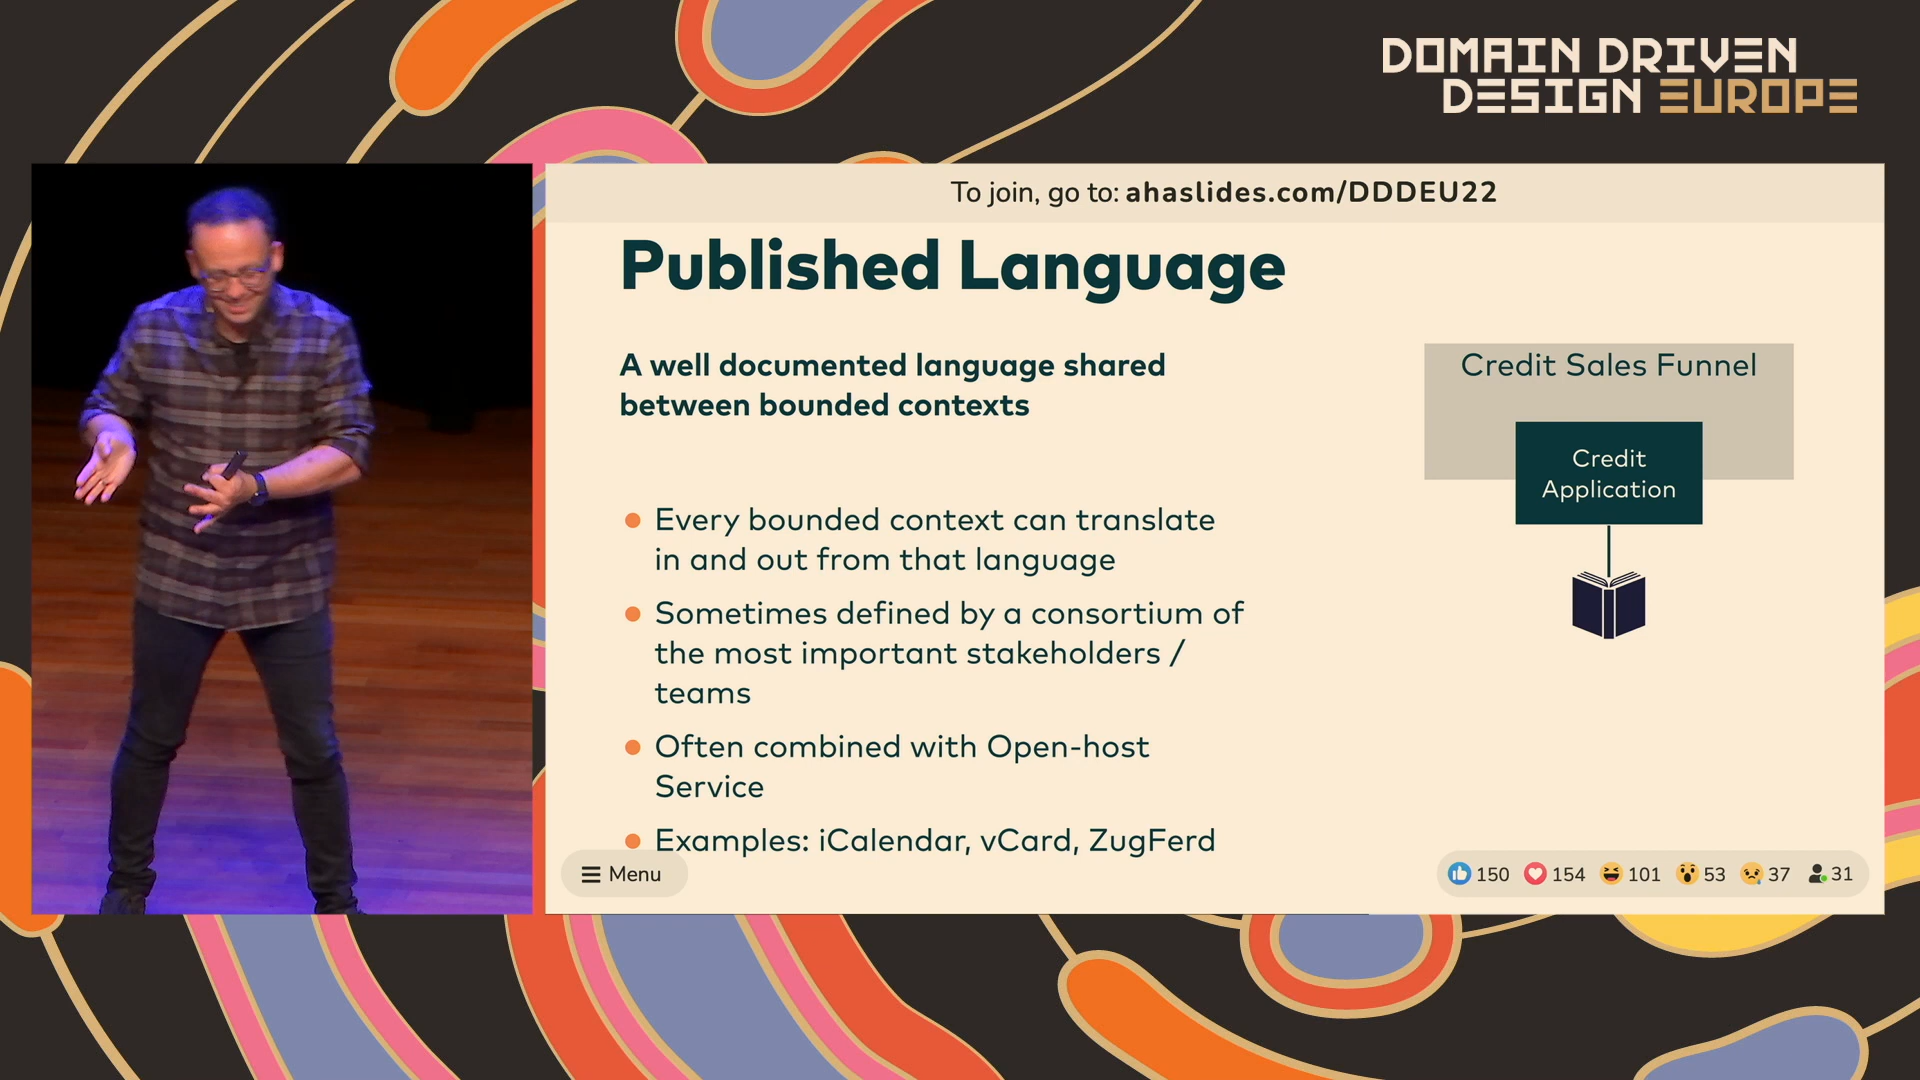 DOMAIN DRIVEN
DESIGN EUROPE
To join, go to: ahaslides.com/DDDEU22
Published Language
A well documented language shared
between bounded contexts
Every bounded context can translate
in and out from that language
Sometimes defined by a consortium of
the most important stakeholders /
teams
Often combined with Open-host
Service
Examples: iCalendar, vCard, ZugFerd
Credit Sales Funnel
Credit
Application
Menu
150 154 101 53 37 31